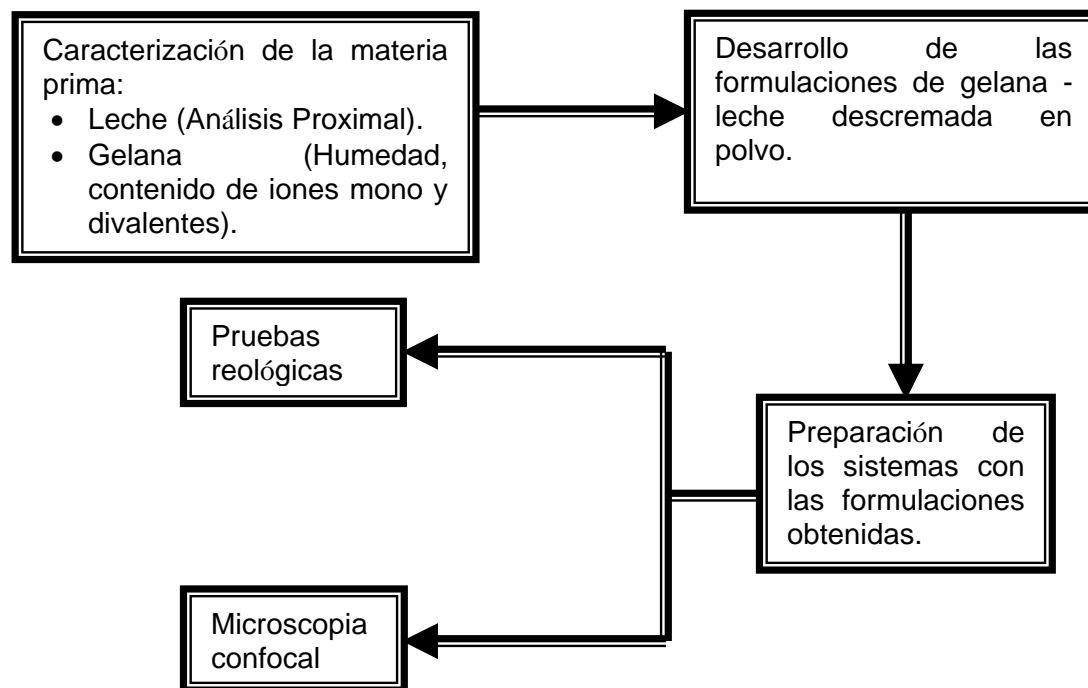 Caracterización de la materia
prima:
• Leche (Análisis Proximal).
• Gelana (Humedad,
contenido de iones mono y
divalentes).
Desarrollo de las
formulaciones de gelana -
leche descremada en
polvo.
Preparación de
los sistemas con
las formulaciones
obtenidas.
Pruebas
reológicas
Microscopia
confocal